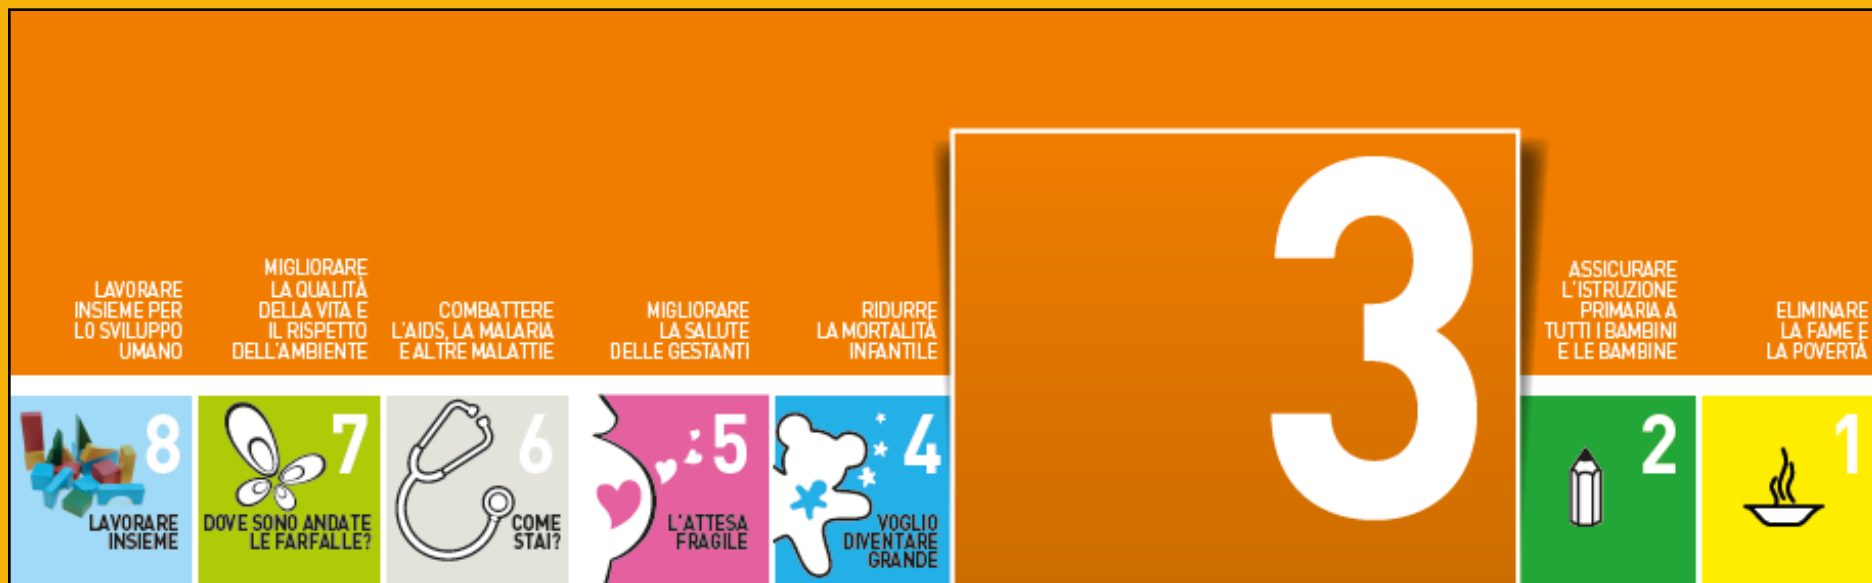 LAVORARE
INSIEME PER
LO SVILUPPO
UMANO
MIGLIORARE
LA QUALITÀ
DELLA VITA E
IL RISPETTO
DELL'AMBIENTE
COMBATTERE
L'AIDS, LA MALARIA
E ALTRE MALATTIE
MIGLIORARE
LA SALUTE
DELLE GESTANTI
RIDURRE
LA MORTALITÀ
INFANTILE
3
ASSICURARE
L'ISTRUZIONE
PRIMARIA A
TUTTI I BAMBINI
E LE BAMBINE
ELIMINARE
LA FAME E
LA POVERTÀ
8
LAVORARE
INSIEME
7
DOVE SONO ANDATE
LE FARFALLE?
6
COME
STAI?
5
L'ATTESA
FRAGILE
4
VOGLIO
DIVENTARE
GRANDE
2
1